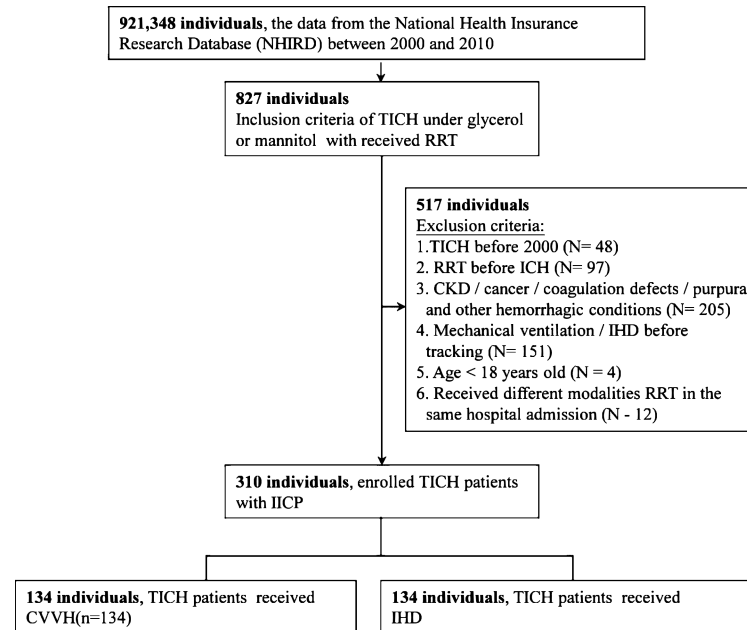 921,348 individuals, the data from the National Health Insurance
Research Database (NHIRD) between 2000 and 2010
827 individuals
Inclusion criteria of TICH under glycerol
or mannitol with received RRT
517 individuals
Exclusion criteria:
1.TICH before 2000 (N= 48)
2. RRT before ICH (N= 97)
3. CKD / cancer / coagulation defects / purpura
and other hemorrhagic conditions (N= 205)
4. Mechanical ventilation / IHD before
tracking (N= 151)
5. Age < 18 years old (N = 4)
6. Received different modalities RRT in the
same hospital admission (N - 12)
310 individuals, enrolled TICH patients
with IICP
134 individuals, TICH patients received
CVVH(n=134)
134 individuals, TICH patients received
IHD